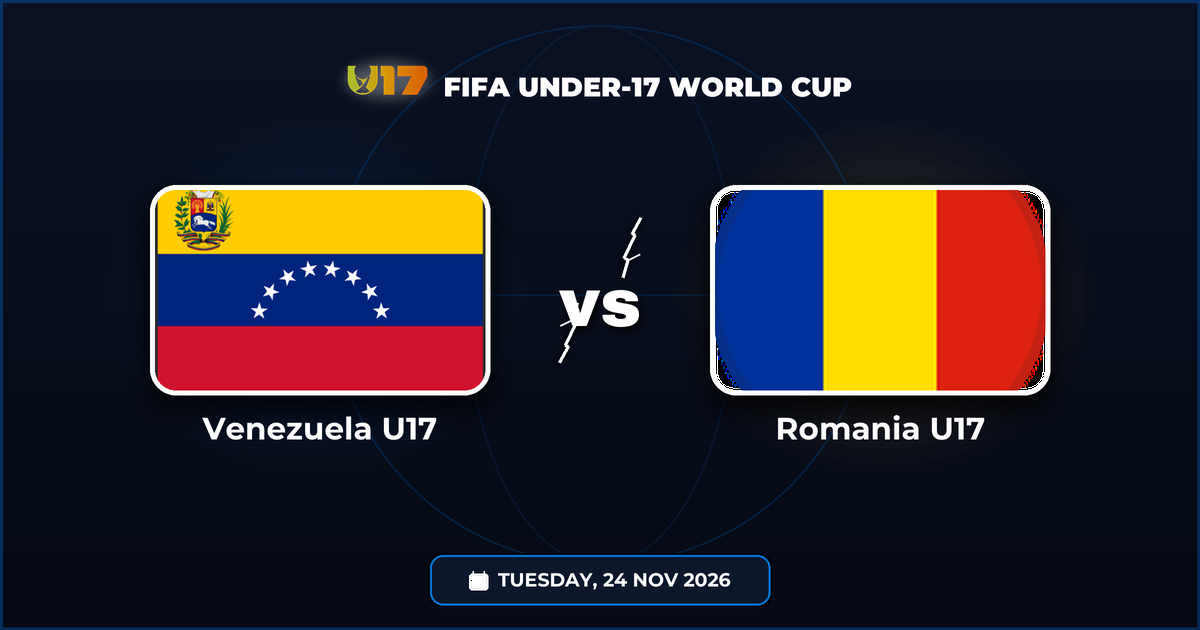 U17 FIFA UNDER-17 WORLD CUP
VS
Venezuela U17
Romania U17
TUESDAY, 24 NOV 2026